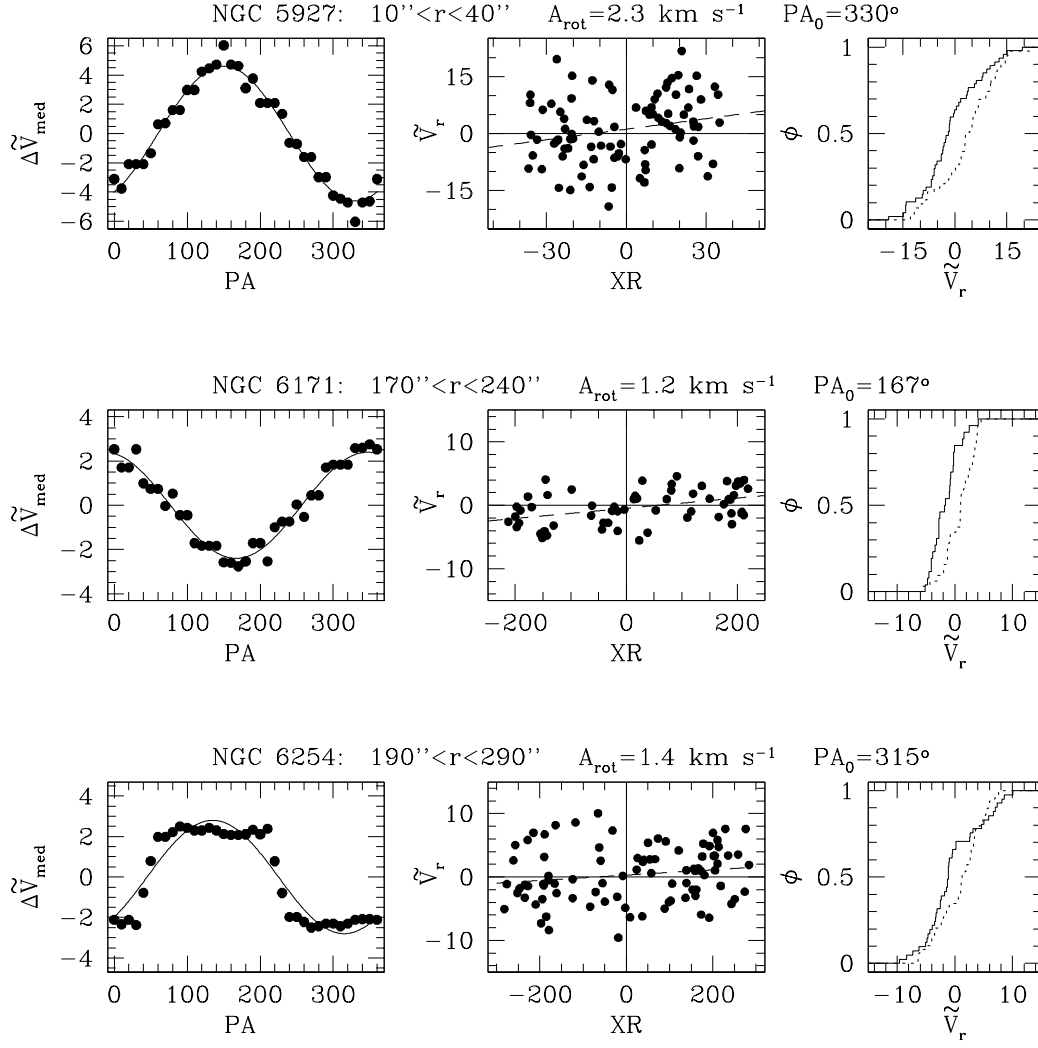 NGC 5927: 10''<r<40'' A_rot=2.3 km s⁻¹ PA₀=330°
ΔṼ_med
6
4
2
0
−2
−4
−6
0 100 200 300
PA
Ṽ_r
15
0
−15
−30 0 30
XR
ϕ
1
0.5
0
−15 0 15
Ṽ_r
NGC 6171: 170''<r<240'' A_rot=1.2 km s⁻¹ PA₀=167°
ΔṼ_med
4
2
0
−2
−4
0 100 200 300
PA
Ṽ_r
10
0
−10
−200 0 200
XR
ϕ
1
0.5
0
−10 0 10
Ṽ_r
NGC 6254: 190''<r<290'' A_rot=1.4 km s⁻¹ PA₀=315°
ΔṼ_med
4
2
0
−2
−4
0 100 200 300
PA
Ṽ_r
10
0
−10
−200 0 200
XR
ϕ
1
0.5
0
−10 0 10
Ṽ_r